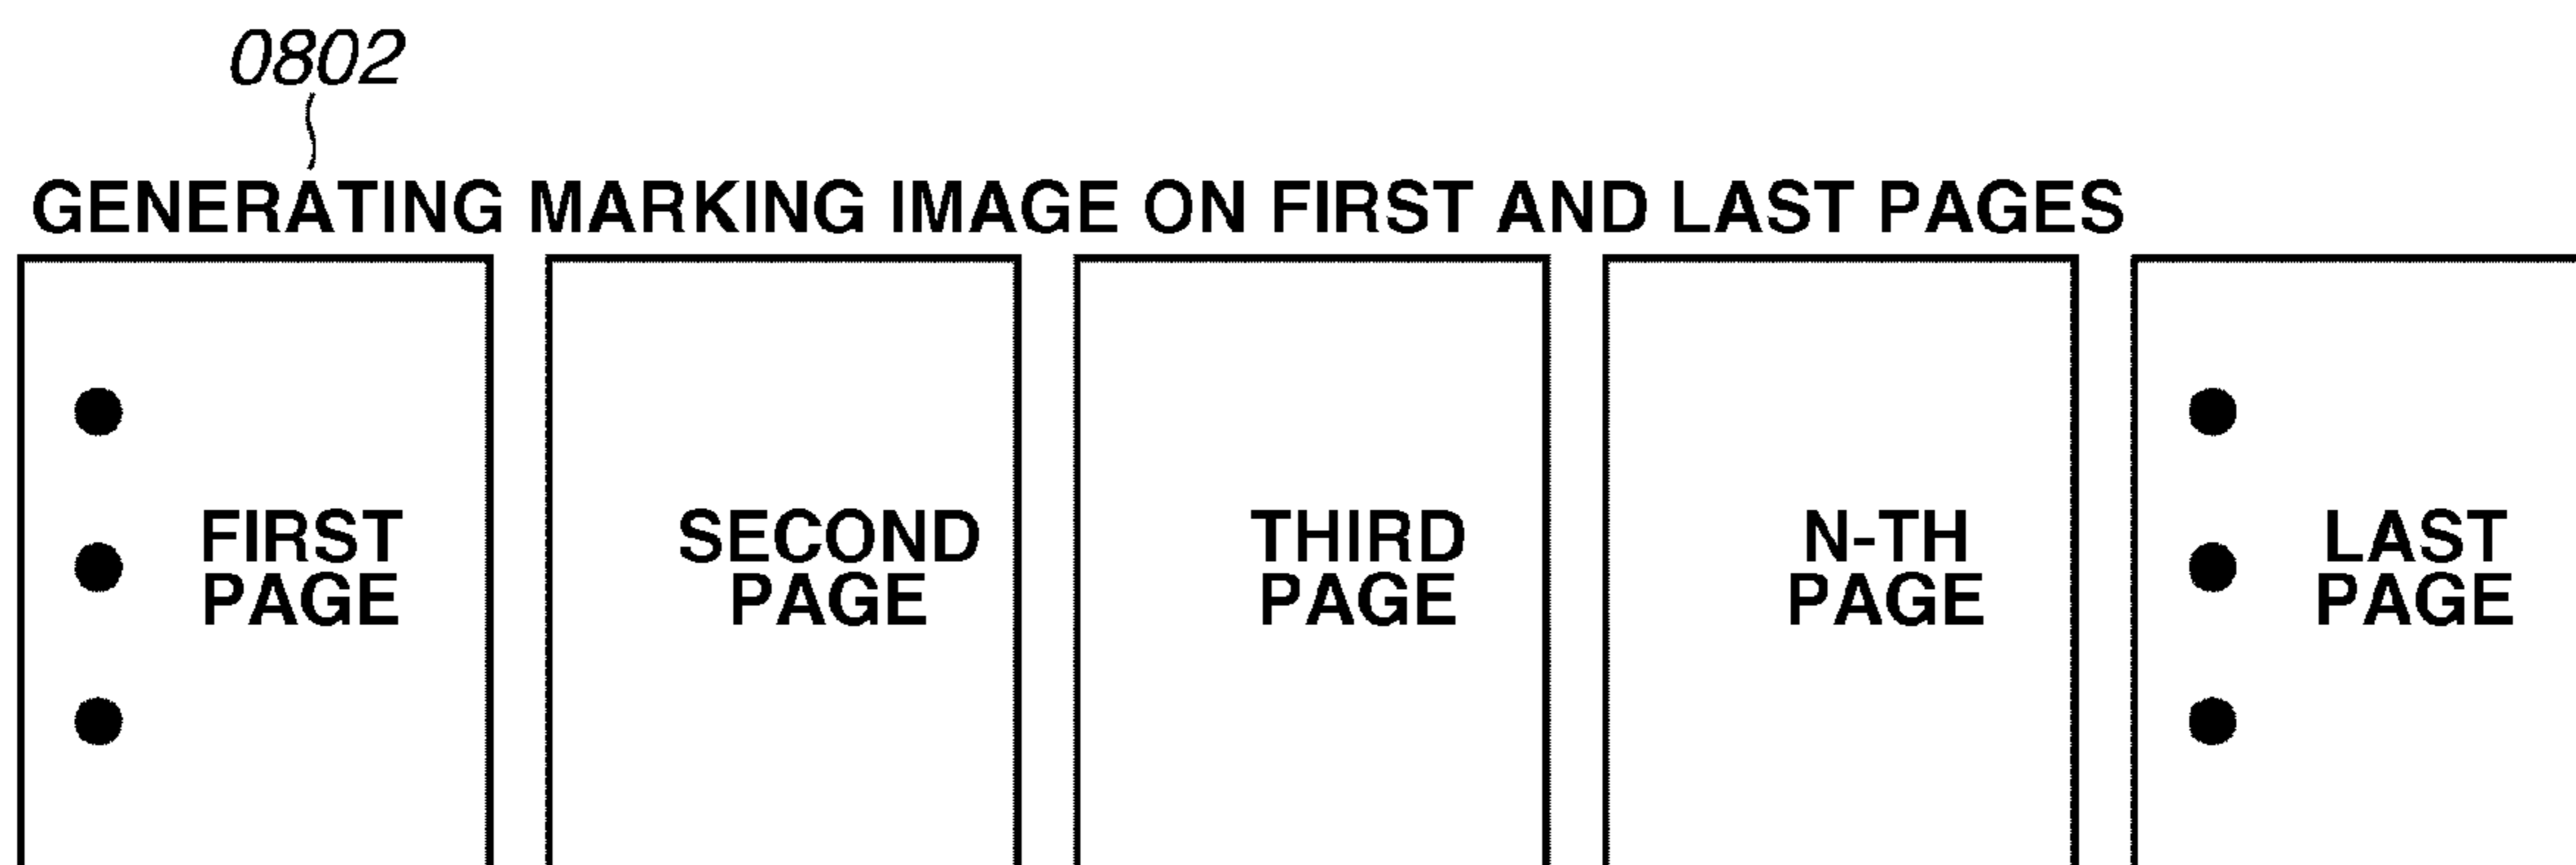 0802
GENERATING MARKING IMAGE ON FIRST AND LAST PAGES
FIRST
PAGE
SECOND
PAGE
THIRD
PAGE
N-TH
PAGE
LAST
PAGE